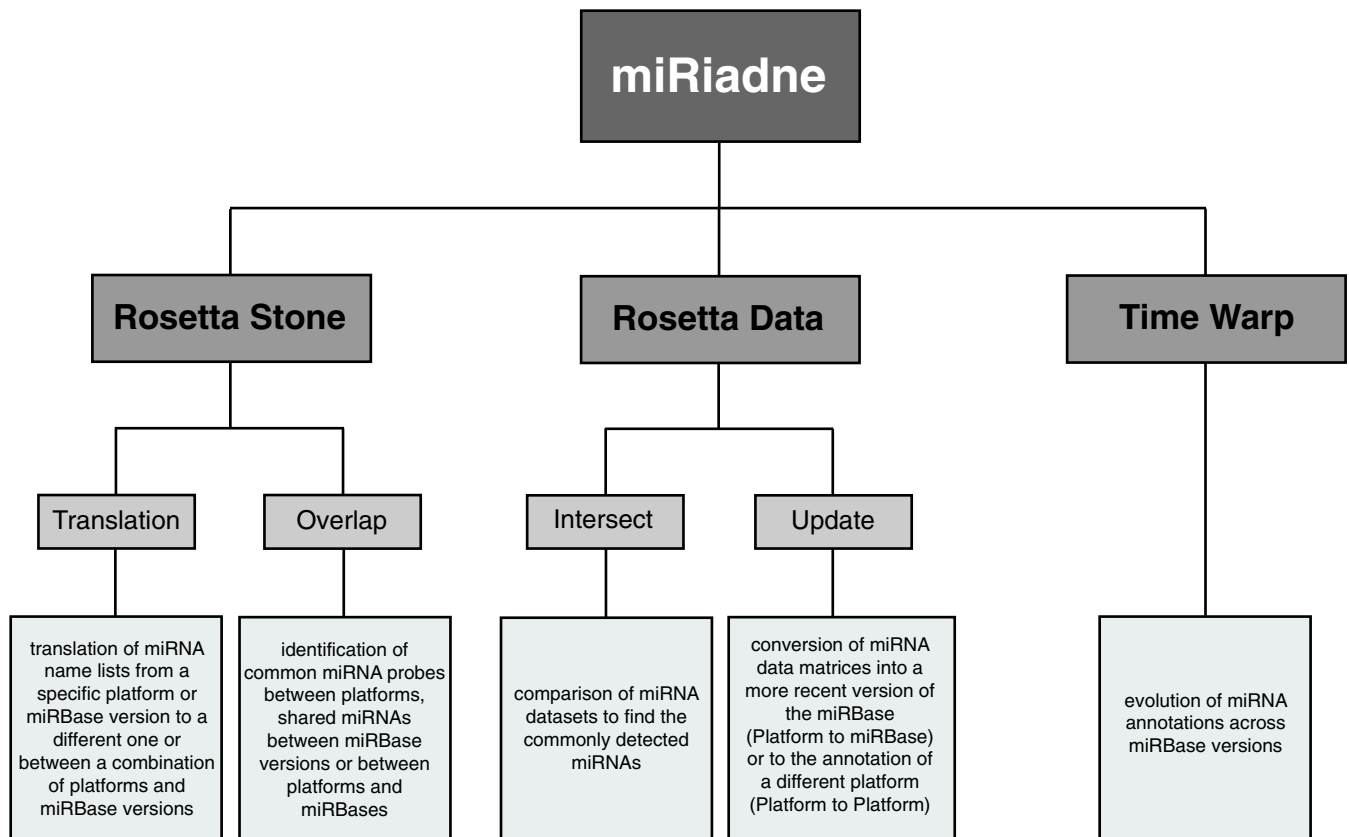 miRiadne
Rosetta Stone
Rosetta Data
Time Warp
Translation
Overlap
Intersect
Update
translation of miRNA
name lists from a
specific platform or
miRBase version to a
different one or
between a combination
of platforms and
miRBase versions
identification of
common miRNA probes
between platforms,
shared miRNAs
between miRBase
versions or between
platforms and
miRBases
comparison of miRNA
datasets to find the
commonly detected
miRNAs
conversion of miRNA
data matrices into a
more recent version of
the miRBase
(Platform to miRBase)
or to the annotation of
a different platform
(Platform to Platform)
evolution of miRNA
annotations across
miRBase versions